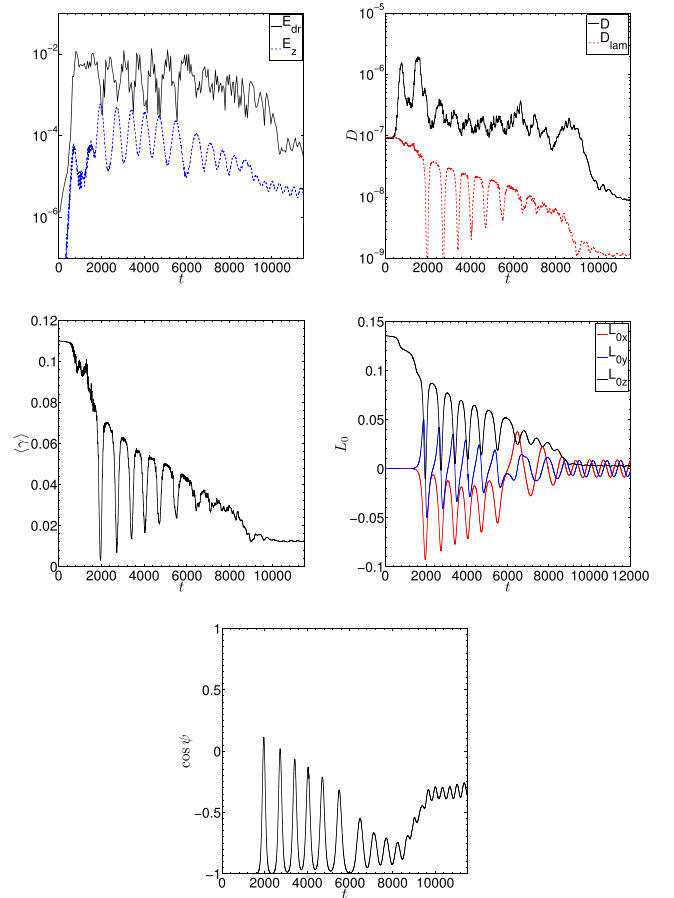 E_dr
E_z
10^−2
10^−4
10^−6
0 2000 4000 6000 8000 10000
t
D
D_lam
10^−5
10^−6
10^−7
10^−8
10^−9
D
0 2000 4000 6000 8000 10000
t
0.12
0.1
0.08
0.06
0.04
0.02
0
⟨γ⟩
0 2000 4000 6000 8000 10000
t
L_0x
L_0y
L_0z
0.15
0.1
0.05
0
−0.05
−0.1
L_0
0 2000 4000 6000 8000 10000 12000
t
1
0.5
0
−0.5
−1
cos ψ
0 2000 4000 6000 8000 10000
t